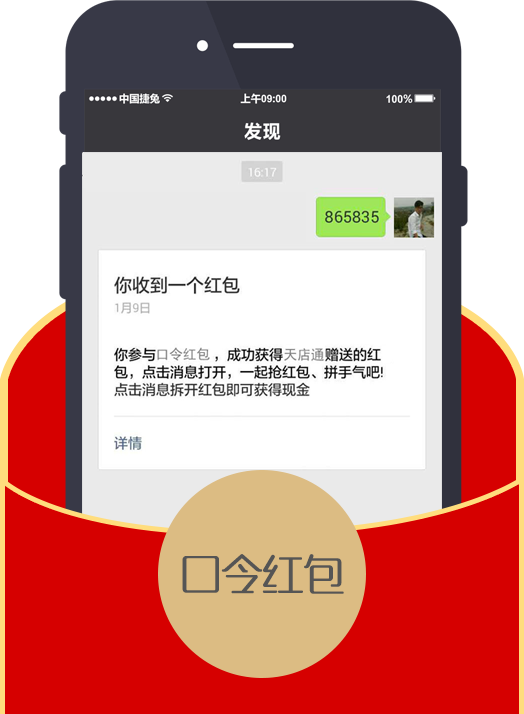 中国捷兔 上午09:00 100%
发现
16:17
865835
你收到一个红包
1月9日
你参与口令红包 ，成功获得天店通赠送的红
包，点击消息打开，一起抢红包、拼手气吧!
点击消息拆开红包即可获得现金
详情
口令红包